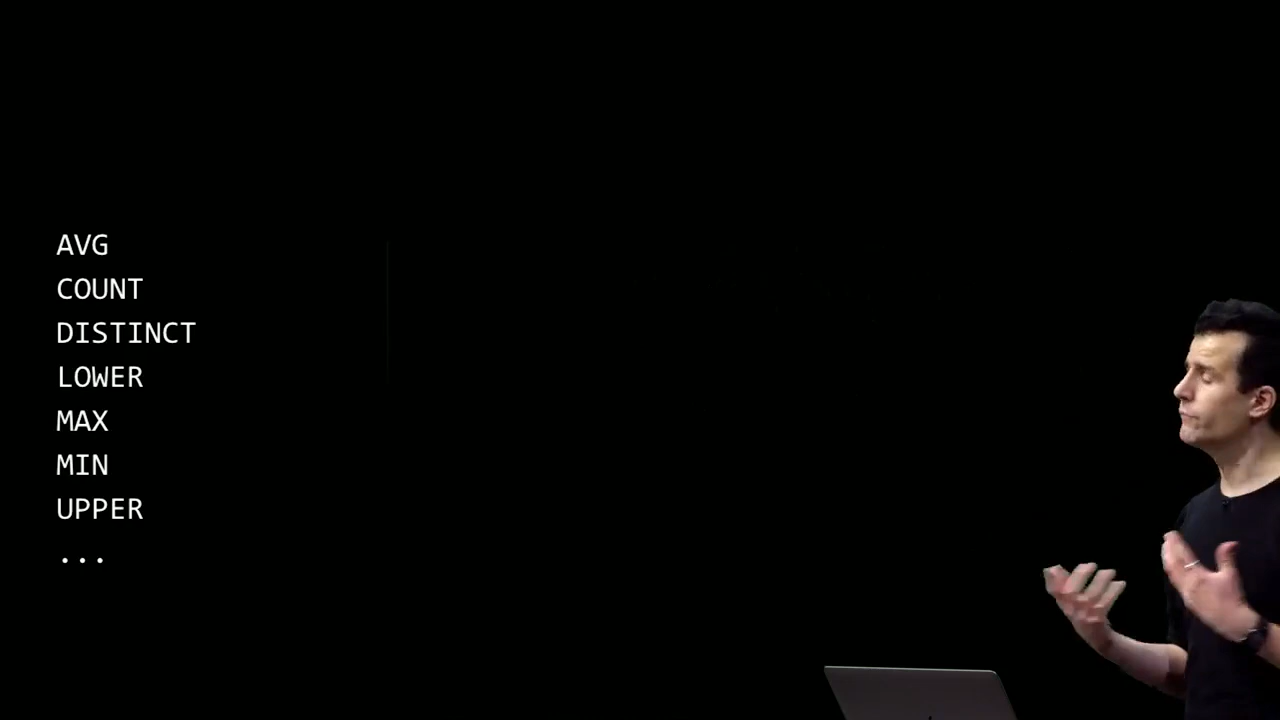 AVG
COUNT
DISTINCT
LOWER
MAX
MIN
UPPER
...